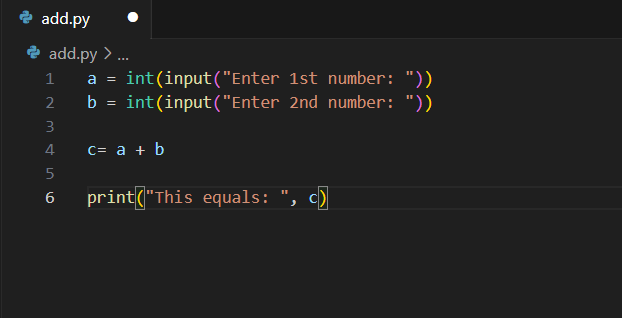 add.py
add.py > ...
1 a = int(input("Enter 1st number: "))
2 b = int(input("Enter 2nd number: "))
3
4 c= a + b
5
6 print("This equals: ", c)